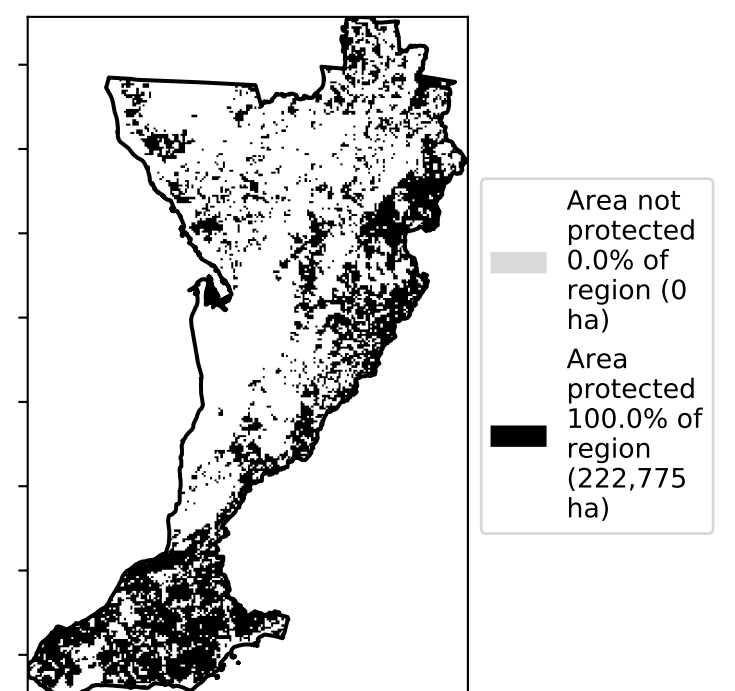 Area not
protected
0.0% of
region (0
ha)
Area
protected
100.0% of
region
(222,775
ha)